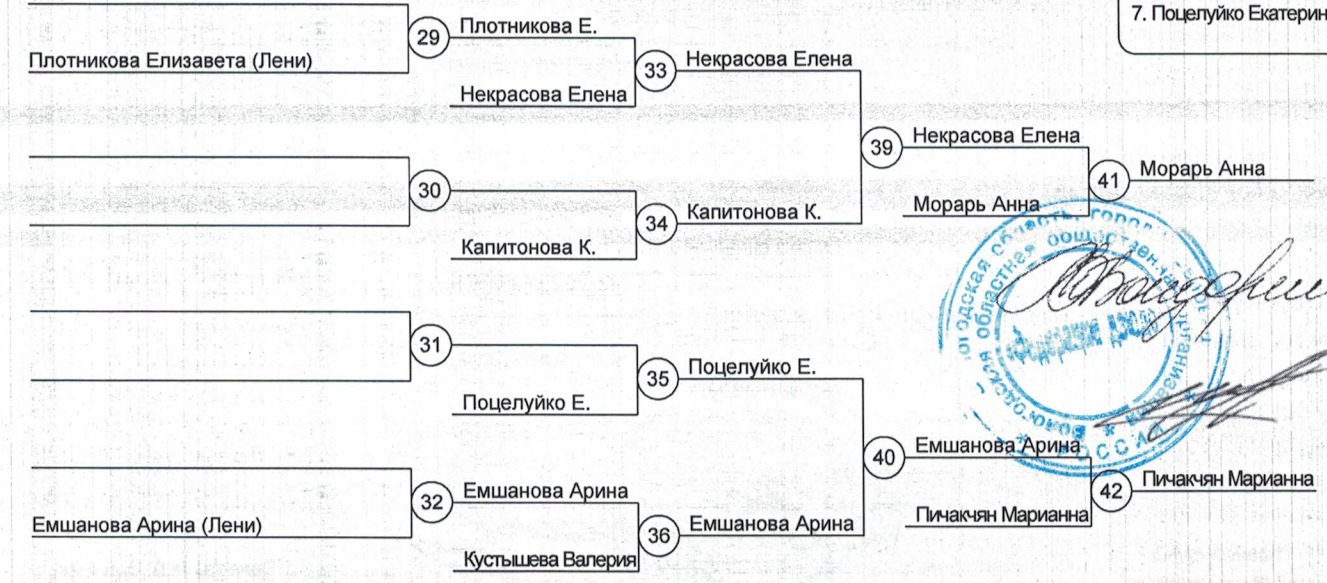 7. Поцелуйко Екатерин
29
Плотникова Е.
Плотникова Елизавета (Лени)
33
Некрасова Елена
Некрасова Елена
39
Некрасова Елена
30
41
Морарь Анна
Морарь Анна
34
Капитонова К.
Капитонова К.
31
35
Поцелуйко Е.
Поцелуйко Е.
40
Емшанова Арина
32
Емшанова Арина
42
Пичакчян Марианна
Пичакчян Марианна
Емшанова Арина (Лени)
36
Емшанова Арина
Кустышева Валерия